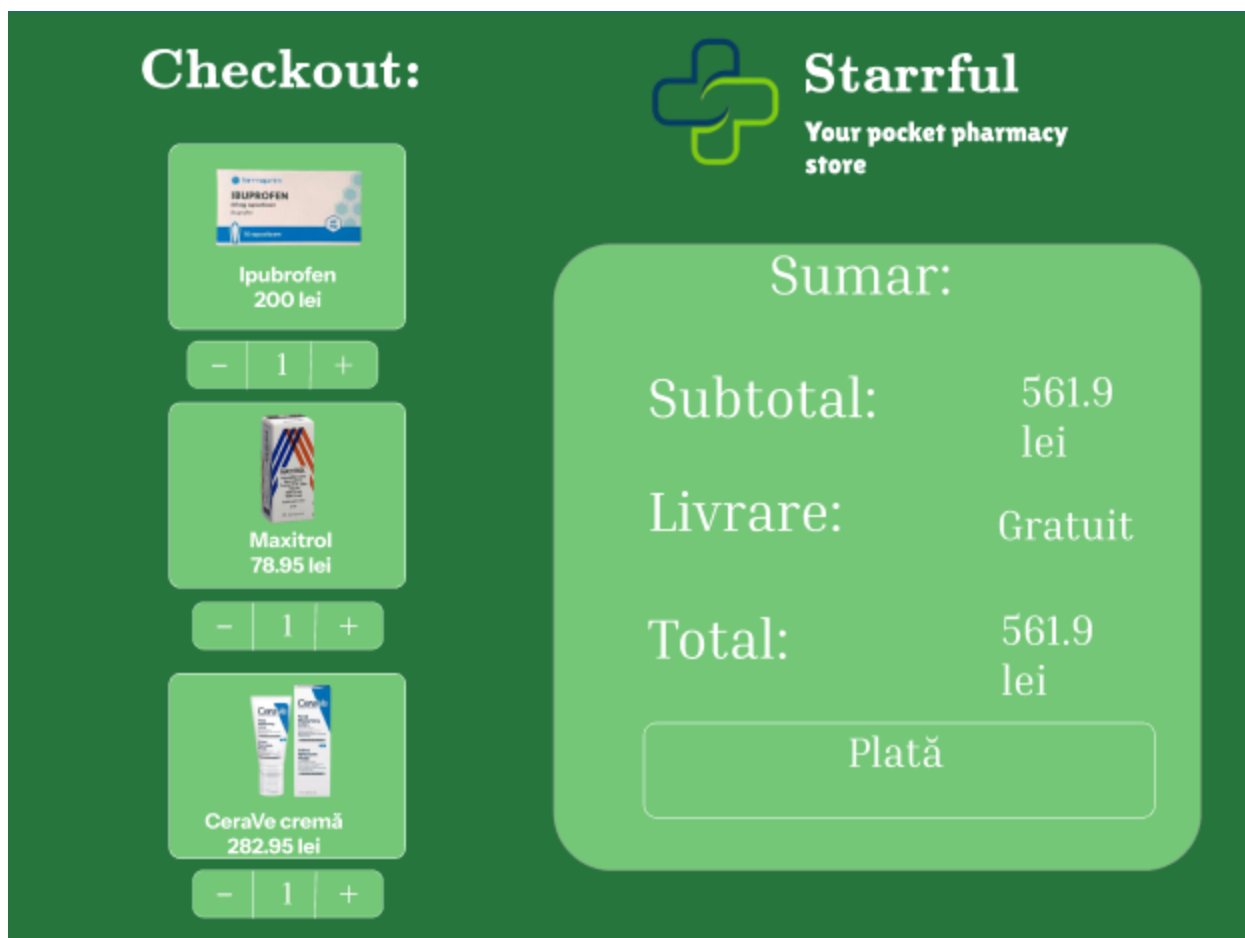 Checkout:
Starrful
Your pocket pharmacy
store
IBUPROFEN
Ipubrofen
200 lei
− 1 +
Maxitrol
78.95 lei
− 1 +
CeraVe
CeraVe cremă
282.95 lei
− 1 +
Sumar:
Subtotal: 561.9
lei
Livrare: Gratuit
Total: 561.9
lei
Plată